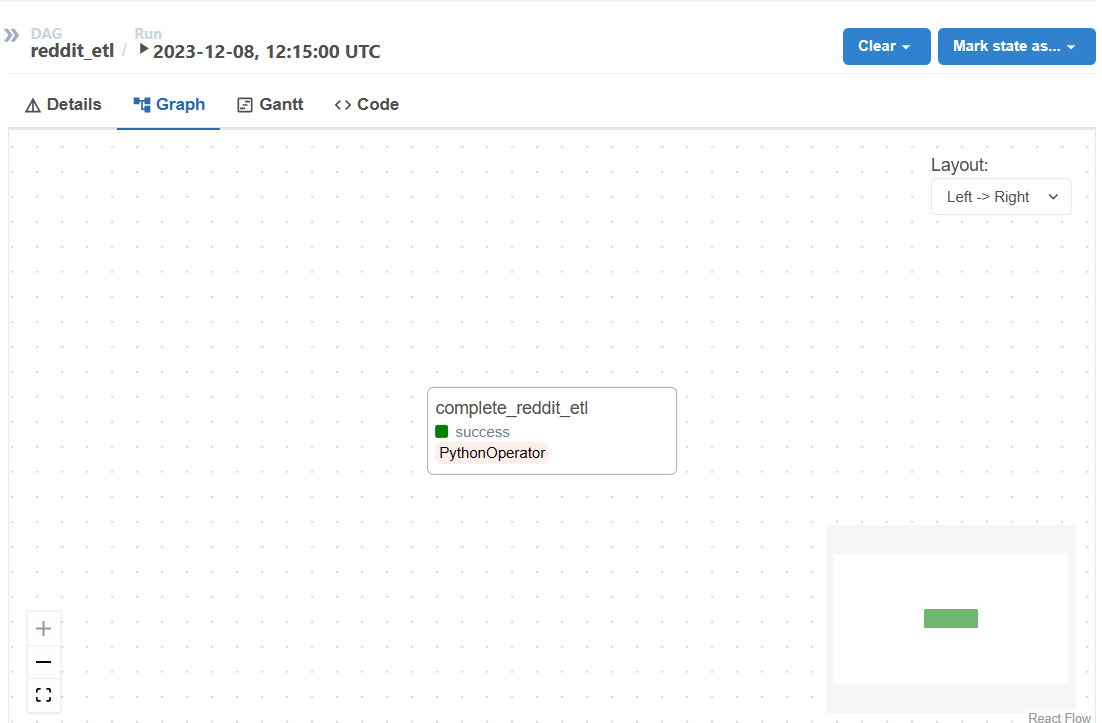 DAG
reddit_etl
/
Run
2023-12-08, 12:15:00 UTC
Clear
Mark state as...
Details
Graph
Gantt
Code
Layout:
Left -> Right
complete_reddit_etl
success
PythonOperator
React Flow